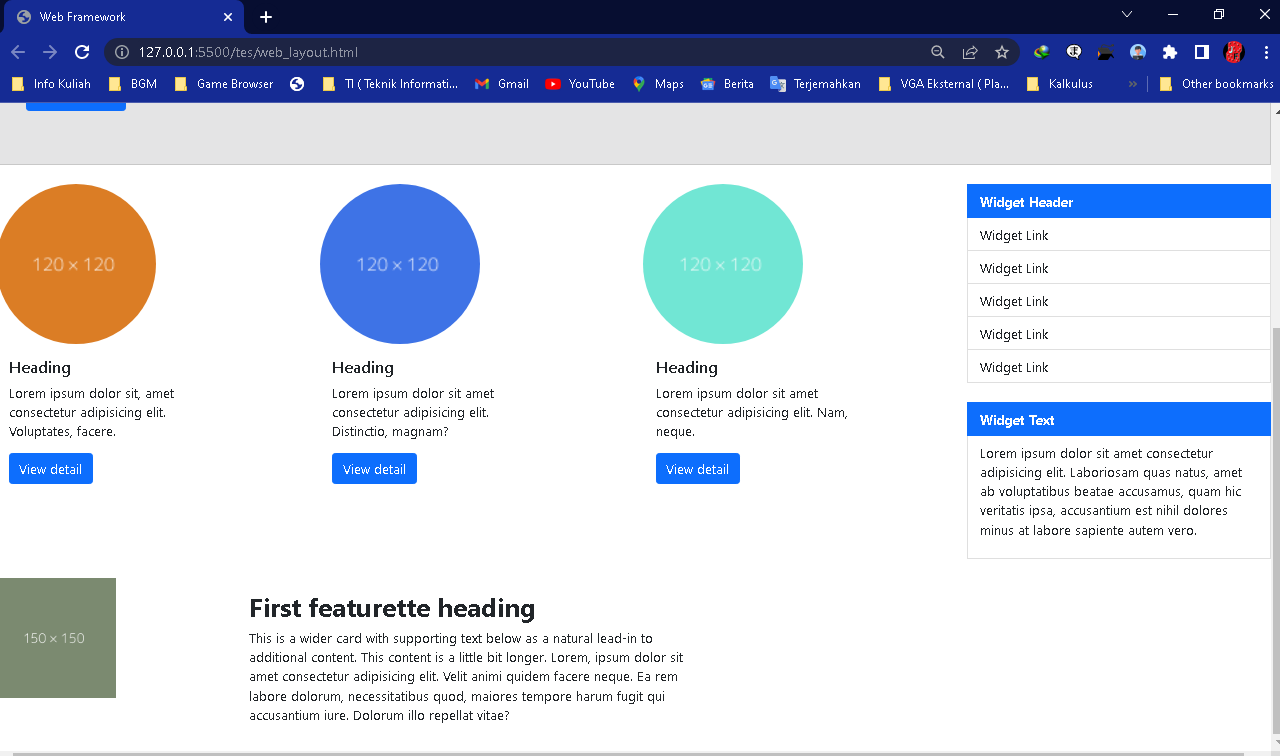 Web Framework
127.0.0.1:5500/tes/web_layout.html
Info Kuliah BGM Game Browser TI ( Teknik Informati... Gmail YouTube Maps Berita Terjemahkan VGA Eksternal ( Pla... Kalkulus » Other bookmarks
120 × 120
120 × 120
120 × 120
Heading
Lorem ipsum dolor sit, amet
consectetur adipisicing elit.
Voluptates, facere.
View detail
Heading
Lorem ipsum dolor sit amet
consectetur adipisicing elit.
Distinctio, magnam?
View detail
Heading
Lorem ipsum dolor sit amet
consectetur adipisicing elit. Nam,
neque.
View detail
Widget Header
Widget Link
Widget Link
Widget Link
Widget Link
Widget Link
Widget Text
Lorem ipsum dolor sit amet consectetur
adipisicing elit. Laboriosam quas natus, amet
ab voluptatibus beatae accusamus, quam hic
veritatis ipsa, accusantium est nihil dolores
minus at labore sapiente autem vero.
150 × 150
First featurette heading
This is a wider card with supporting text below as a natural lead-in to
additional content. This content is a little bit longer. Lorem, ipsum dolor sit
amet consectetur adipisicing elit. Velit animi quidem facere neque. Ea rem
labore dolorum, necessitatibus quod, maiores tempore harum fugit qui
accusantium iure. Dolorum illo repellat vitae?